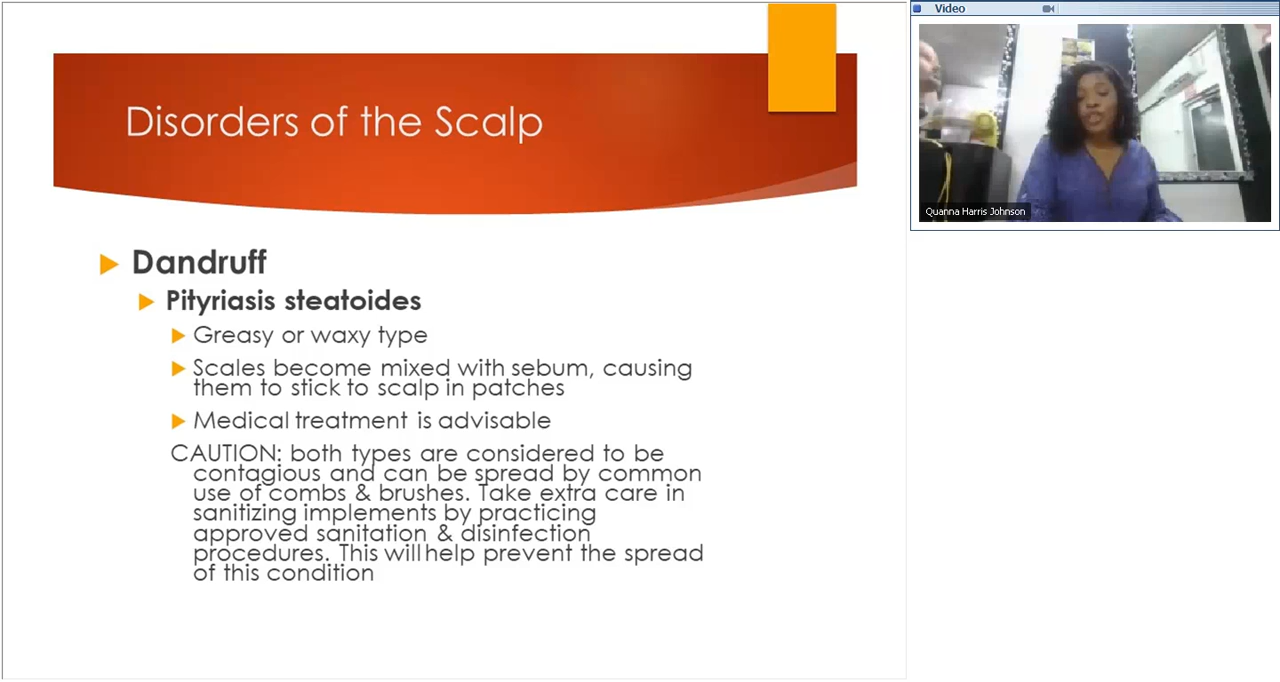 Disorders of the Scalp
Dandruff
Pityriasis steatoides
Greasy or waxy type
Scales become mixed with sebum, causing
them to stick to scalp in patches
Medical treatment is advisable
CAUTION: both types are considered to be
contagious and can be spread by common
use of combs & brushes. Take extra care in
sanitizing implements by practicing
approved sanitation & disinfection
procedures. This will help prevent the spread
of this condition
Video
Quanna Harris Johnson